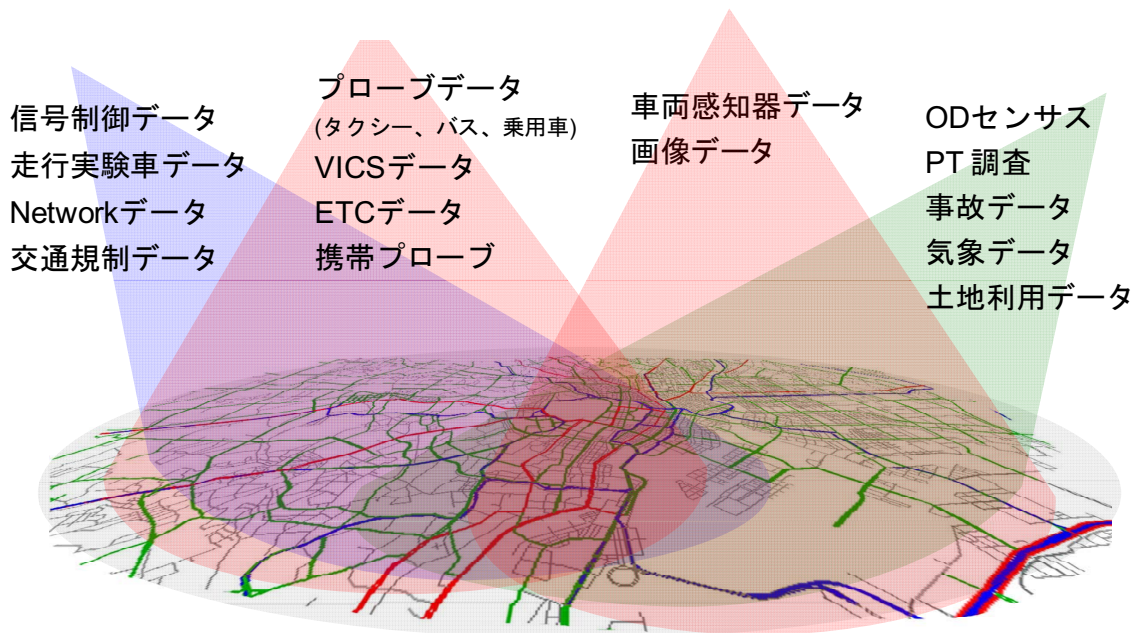 信号制御データ
走行実験車データ
Networkデータ
交通規制データ
プローブデータ
(タクシー、バス、乗用車)
VICSデータ
ETCデータ
携帯プローブ
車両感知器データ
画像データ
ODセンサス
PT 調査
事故データ
気象データ
土地利用データ